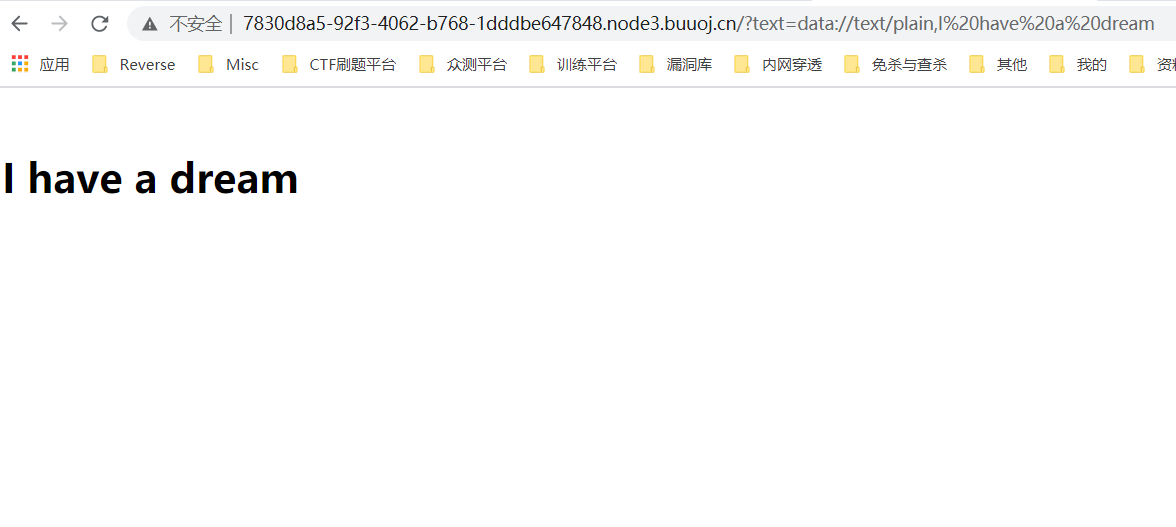 不安全 | 7830d8a5-92f3-4062-b768-1dddbe647848.node3.buuoj.cn/?text=data://text/plain,I%20have%20a%20dream
应用 Reverse Misc CTF刷题平台 众测平台 训练平台 漏洞库 内网穿透 免杀与查杀 其他 我的
I have a dream